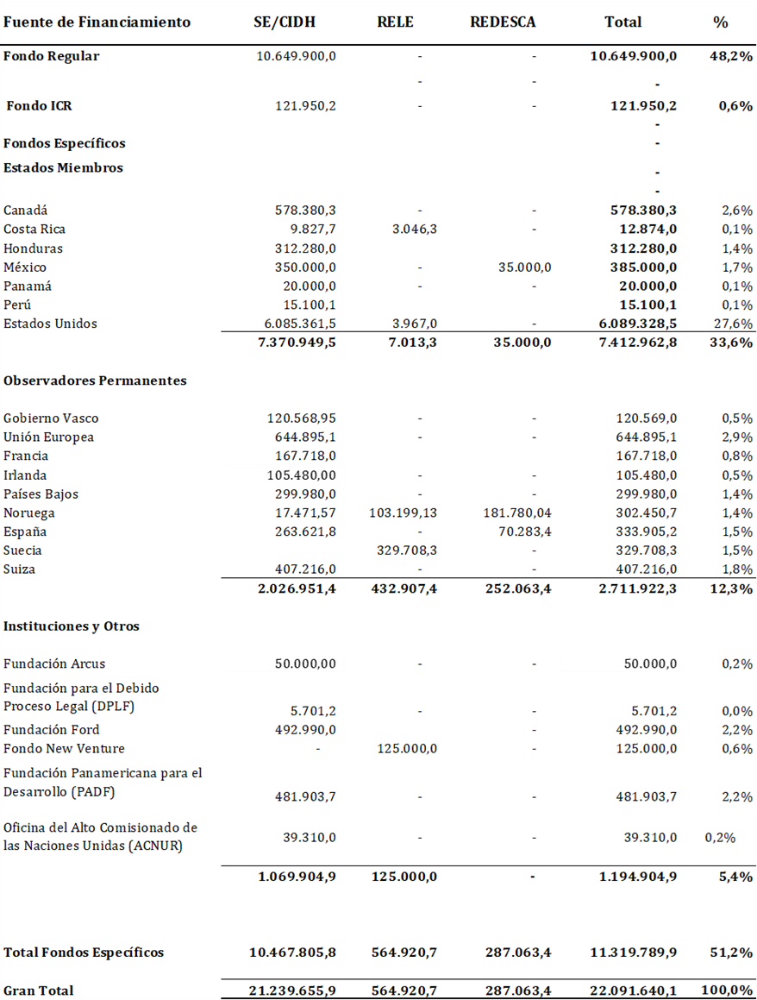 Fuente de Financiamiento SE/CIDH RELE REDESCA Total %
Fondo Regular 10.649.900,0 - - 10.649.900,0 48,2%
- - -
Fondo ICR 121.950,2 - - 121.950,2 0,6%
-
Fondos Específicos -
Estados Miembros -
-
Canadá 578.380,3 - - 578.380,3 2,6%
Costa Rica 9.827,7 3.046,3 - 12.874,0 0,1%
Honduras 312.280,0 - - 312.280,0 1,4%
México 350.000,0 - 35.000,0 385.000,0 1,7%
Panamá 20.000,0 - - 20.000,0 0,1%
Perú 15.100,1 15.100,1 0,1%
Estados Unidos 6.085.361,5 3.967,0 - 6.089.328,5 27,6%
7.370.949,5 7.013,3 35.000,0 7.412.962,8 33,6%
Observadores Permanentes
Gobierno Vasco 120.568,95 - - 120.569,0 0,5%
Unión Europea 644.895,1 - - 644.895,1 2,9%
Francia 167.718,0 - - 167.718,0 0,8%
Irlanda 105.480,00 - - 105.480,0 0,5%
Países Bajos 299.980,0 - - 299.980,0 1,4%
Noruega 17.471,57 103.199,13 181.780,04 302.450,7 1,4%
España 263.621,8 - 70.283,4 333.905,2 1,5%
Suecia 329.708,3 - 329.708,3 1,5%
Suiza 407.216,0 - - 407.216,0 1,8%
2.026.951,4 432.907,4 252.063,4 2.711.922,3 12,3%
Instituciones y Otros
Fundación Arcus 50.000,00 - - 50.000,0 0,2%
Fundación para el Debido
Proceso Legal (DPLF) 5.701,2 - - 5.701,2 0,0%
Fundación Ford 492.990,0 - 492.990,0 2,2%
Fondo New Venture - 125.000,0 - 125.000,0 0,6%
Fundación Panamericana para el
Desarrollo (PADF) 481.903,7 - - 481.903,7 2,2%
Oficina del Alto Comisionado de
las Naciones Unidas (ACNUR) 39.310,0 - - 39.310,0 0,2%
1.069.904,9 125.000,0 - 1.194.904,9 5,4%
Total Fondos Específicos 10.467.805,8 564.920,7 287.063,4 11.319.789,9 51,2%
Gran Total 21.239.655,9 564.920,7 287.063,4 22.091.640,1 100,0%